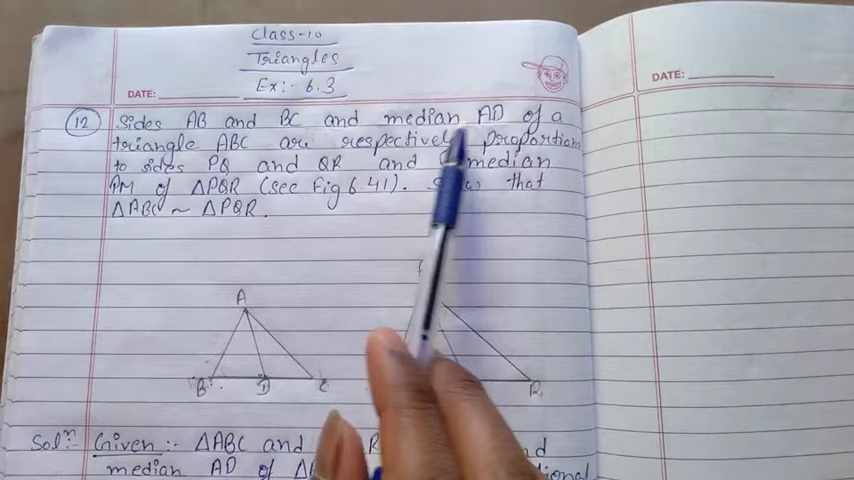 Class-10
Triangles
Ex:- 6.3
DATE:
DATE:
12 Sides AB and BC and median AD of a
triangle ABC are respectively proportiona
to sides PQ and QR and median
PM of ΔPQR (see Fig 6.41). that
ΔABC ~ ΔPQR.
A
B D C
R
Solⁿ:- Given :- ΔABC and
median AD of